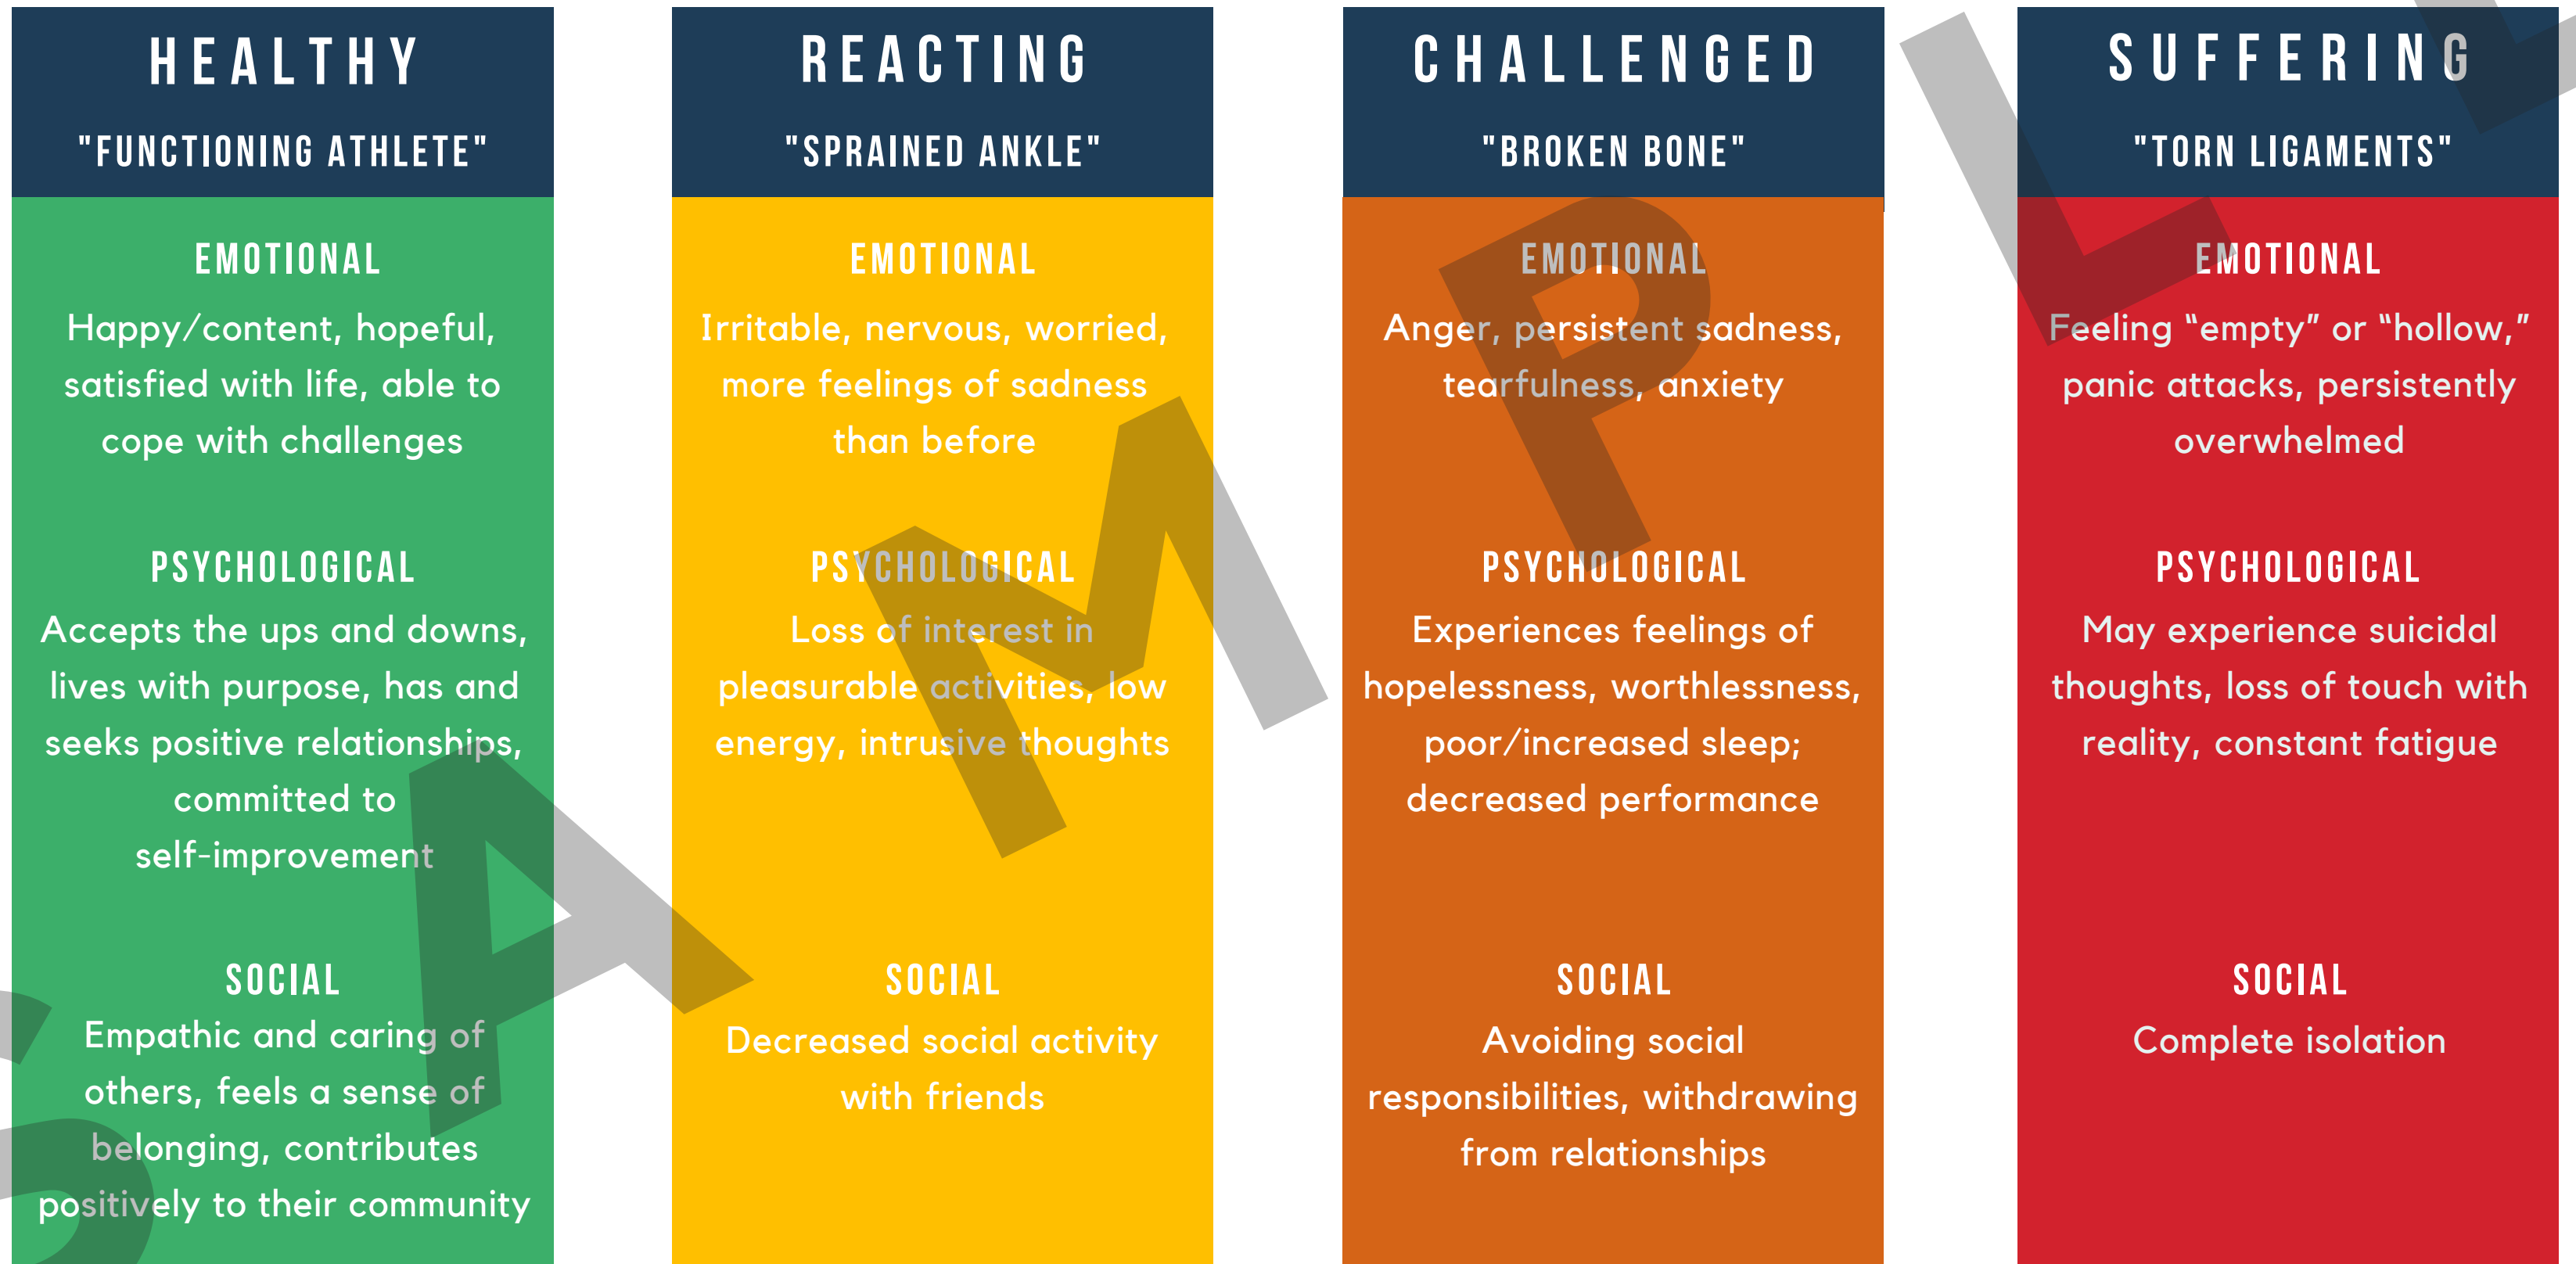 HEALTHY
"FUNCTIONING ATHLETE"
EMOTIONAL
Happy/content, hopeful,
satisfied with life, able to
cope with challenges
PSYCHOLOGICAL
Accepts the ups and downs,
lives with purpose, has and
seeks positive relationships,
committed to
self-improvement
SOCIAL
Empathic and caring of
others, feels a sense of
belonging, contributes
positively to their community
REACTING
"SPRAINED ANKLE"
EMOTIONAL
Irritable, nervous, worried,
more feelings of sadness
than before
PSYCHOLOGICAL
Loss of interest in
pleasurable activities, low
energy, intrusive thoughts
SOCIAL
Decreased social activity
with friends
CHALLENGED
"BROKEN BONE"
EMOTIONAL
Anger, persistent sadness,
tearfulness, anxiety
PSYCHOLOGICAL
Experiences feelings of
hopelessness, worthlessness,
poor/increased sleep;
decreased performance
SOCIAL
Avoiding social
responsibilities, withdrawing
from relationships
SUFFERING
"TORN LIGAMENTS"
EMOTIONAL
Feeling “empty” or “hollow,”
panic attacks, persistently
overwhelmed
PSYCHOLOGICAL
May experience suicidal
thoughts, loss of touch with
reality, constant fatigue
SOCIAL
Complete isolation
SAMPLE